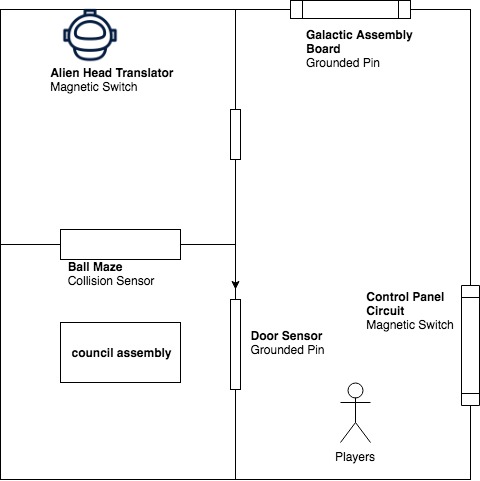 Galactic Assembly
Board
Grounded Pin
Alien Head Translator
Magnetic Switch
Ball Maze
Collision Sensor
Control Panel
Circuit
Magnetic Switch
Door Sensor
Grounded Pin
council assembly
Players